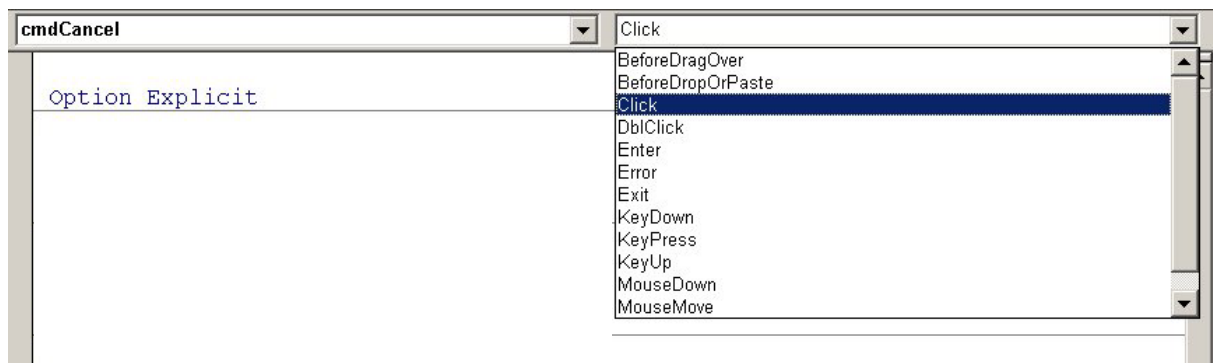 cmdCancel
Click
Option Explicit
BeforeDragOver
BeforeDropOrPaste
Click
DblClick
Enter
Error
Exit
KeyDown
KeyPress
KeyUp
MouseDown
MouseMove